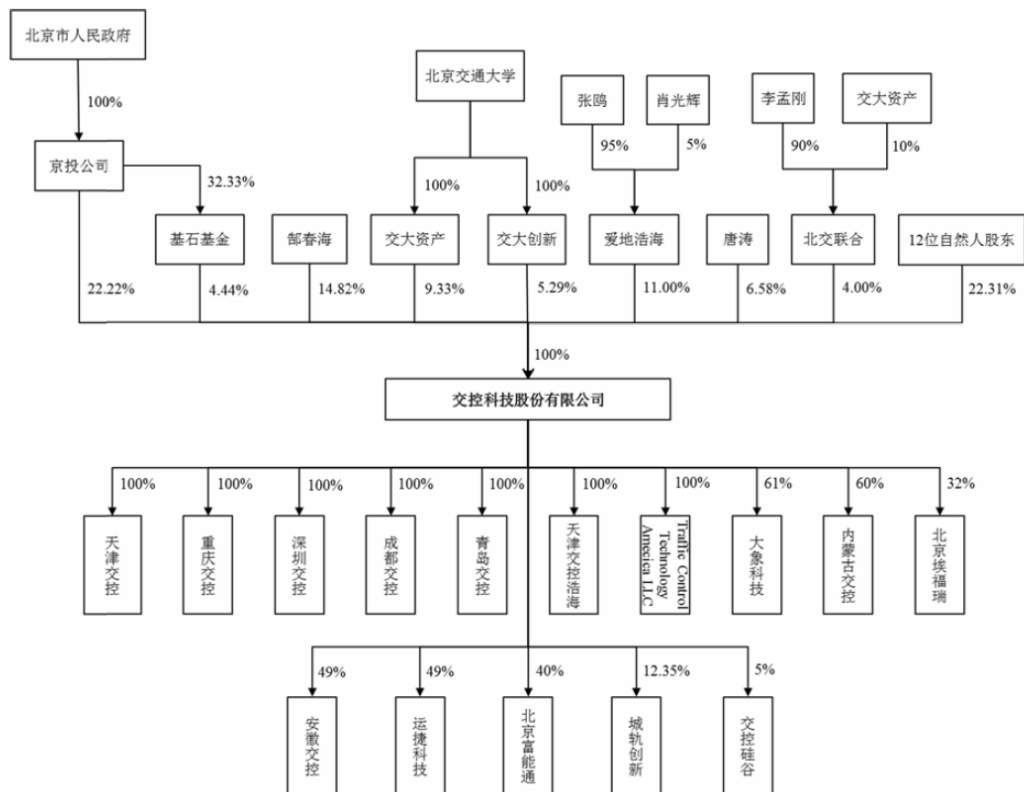 北京市人民政府
北京交通大学
张鸥
肖光辉
李孟刚
交大资产
100%
95%
5%
90%
10%
京投公司
32.33%
100%
100%
基石基金
郜春海
交大资产
交大创新
爱地浩海
唐涛
北交联合
12位自然人股东
22.22%
4.44%
14.82%
9.33%
5.29%
11.00%
6.58%
4.00%
22.31%
100%
交控科技股份有限公司
100%
100%
100%
100%
100%
100%
100%
61%
60%
32%
天津交控
重庆交控
深圳交控
成都交控
青岛交控
天津交控浩海
Traffic Control
Technology
Amecica LLC
大象科技
内蒙古交控
北京埃福瑞
49%
49%
40%
12.35%
5%
安徽交控
运捷科技
北京富能通
城轨创新
交控硅谷